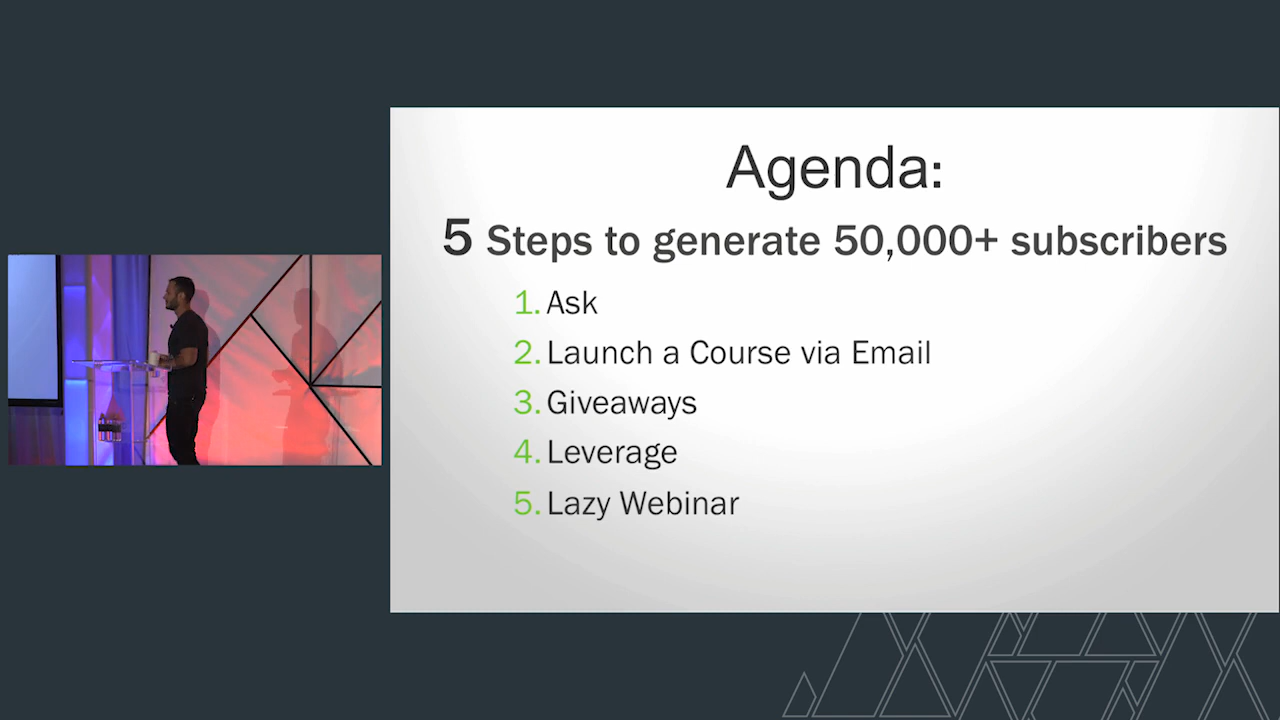 Agenda:
5 Steps to generate 50,000+ subscribers
1. Ask
2. Launch a Course via Email
3. Giveaways
4. Leverage
5. Lazy Webinar